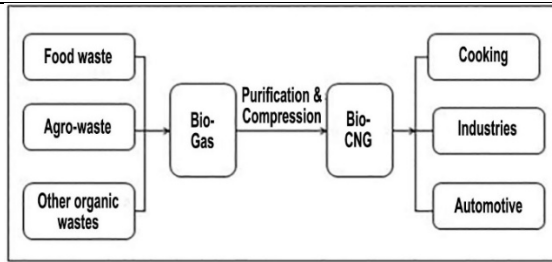 Food waste
Agro-waste
Other organic
wastes
Bio-
Gas
Purification &
Compression
Bio-
CNG
Cooking
Industries
Automotive